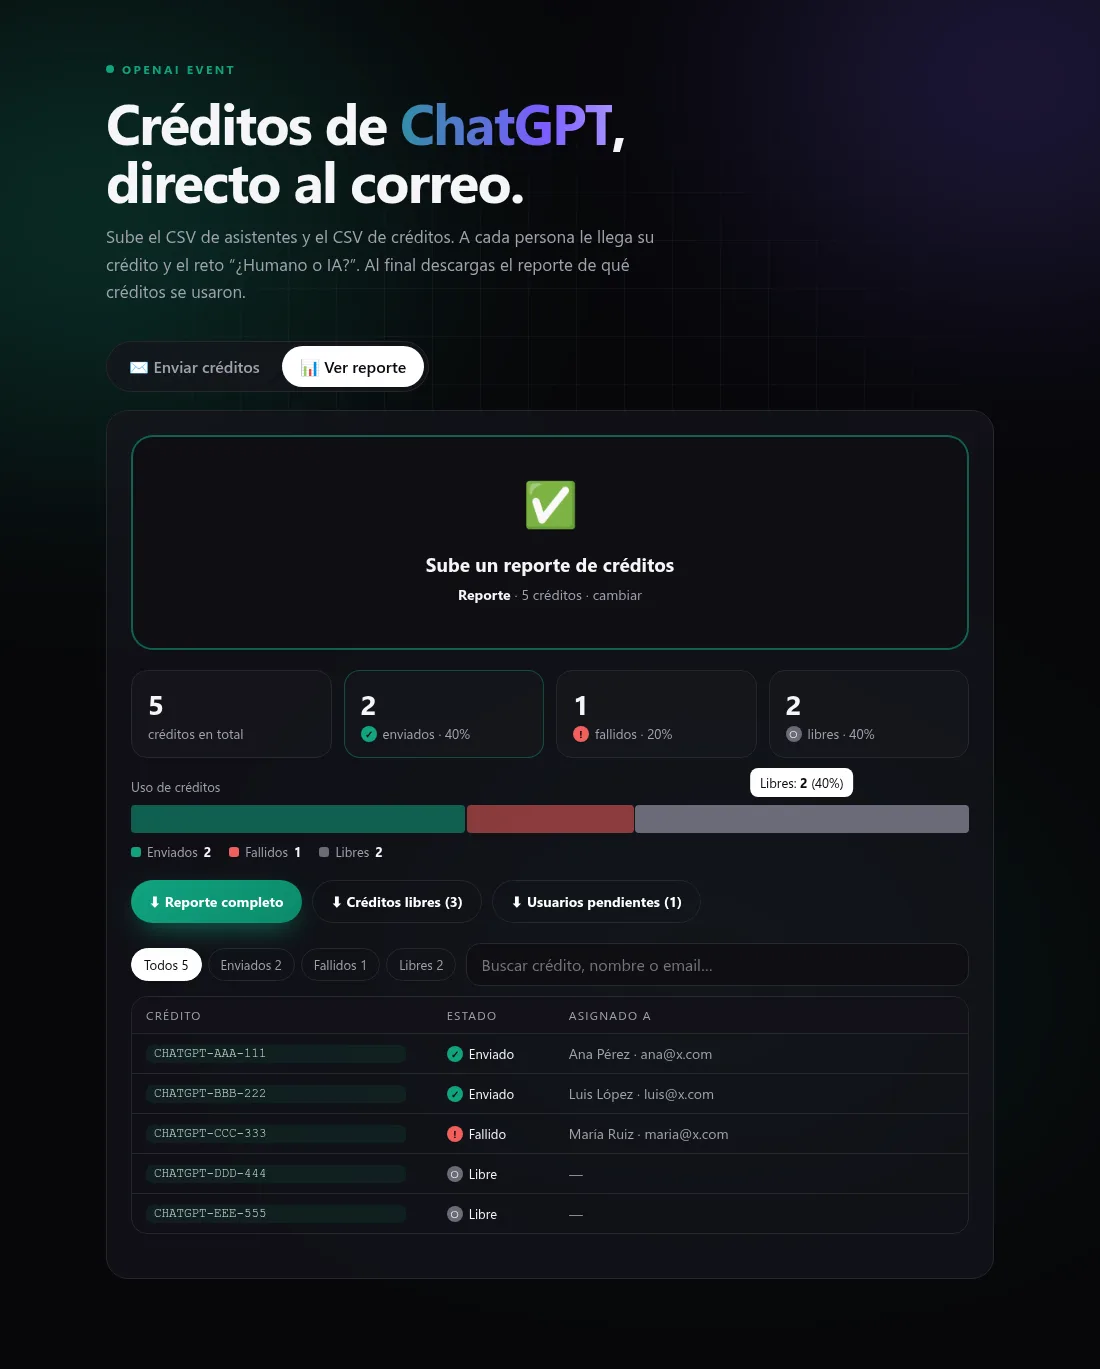 OPENAI EVENT
Créditos de ChatGPT,
directo al correo.
Sube el CSV de asistentes y el CSV de créditos. A cada persona le llega su
crédito y el reto “¿Humano o IA?”. Al final descargas el reporte de qué
créditos se usaron.
Enviar créditos
Ver reporte
Sube un reporte de créditos
Reporte · 5 créditos · cambiar
5
créditos en total
2
enviados · 40%
1
fallidos · 20%
2
libres · 40%
Uso de créditos
Libres: 2 (40%)
Enviados 2
Fallidos 1
Libres 2
⬇ Reporte completo
⬇ Créditos libres (3)
⬇ Usuarios pendientes (1)
Todos 5
Enviados 2
Fallidos 1
Libres 2
Buscar crédito, nombre o email...
CRÉDITO ESTADO ASIGNADO A
CHATGPT-AAA-111 Enviado Ana Pérez · ana@x.com
CHATGPT-BBB-222 Enviado Luis López · luis@x.com
CHATGPT-CCC-333 Fallido María Ruiz · maria@x.com
CHATGPT-DDD-444 Libre —
CHATGPT-EEE-555 Libre —